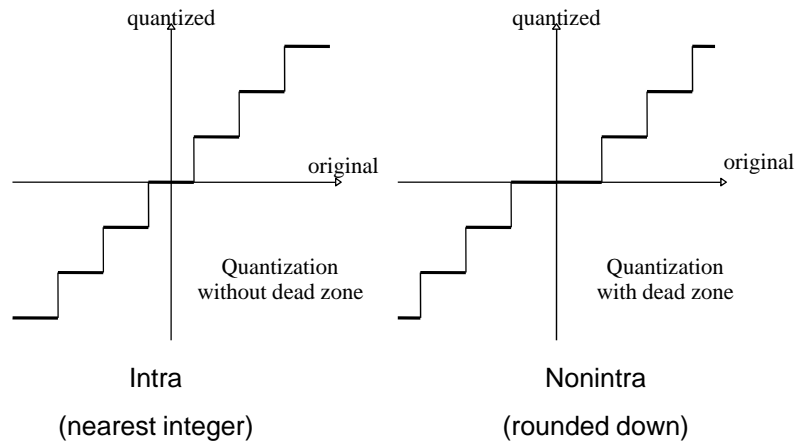 quantized
original
Quantization
without dead zone
Intra
(nearest integer)
quantized
original
Quantization
with dead zone
Nonintra
(rounded down)